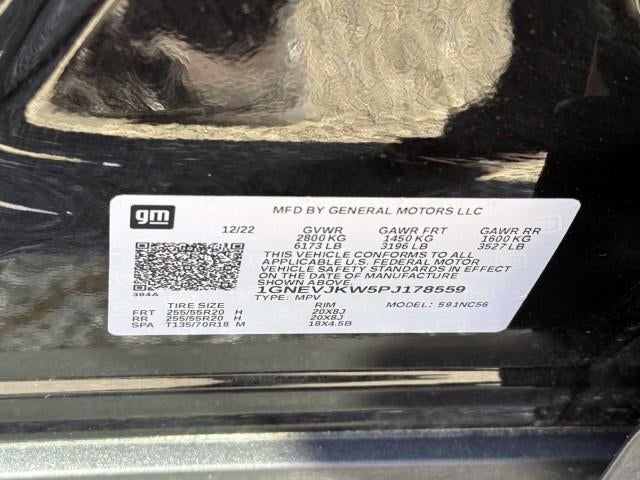 gm
MFD BY GENERAL MOTORS LLC
12/22 GVWR GAWR FRT GAWR RR
2800 KG 1450 KG 1600 KG
6173 LB 3196 LB 3527 LB
THIS VEHICLE CONFORMS TO ALL
APPLICABLE U.S. FEDERAL MOTOR
VEHICLE SAFETY STANDARDS IN EFFECT
ON THE DATE OF MANUFACTURE
SHOWN ABOVE.
1GNEVJKW5PJ178559
384A TYPE: MPV MODEL: 591NC56
TIRE SIZE RIM
FRT 255/55R20 H 20X8J
RR 255/55R20 H 20X8J
SPA T135/70R18 M 18X4.5B